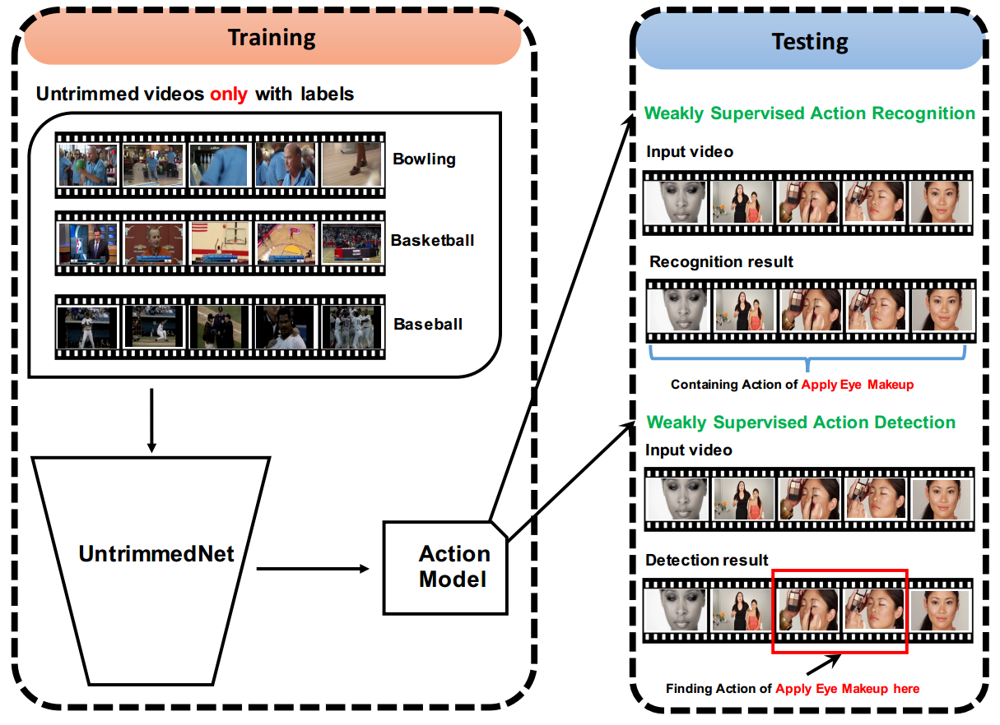 Training
Untrimmed videos only with labels
Bowling
Basketball
Baseball
UntrimmedNet
Action
Model
Testing
Weakly Supervised Action Recognition
Input video
Recognition result
Containing Action of Apply Eye Makeup
Weakly Supervised Action Detection
Input video
Detection result
Finding Action of Apply Eye Makeup here